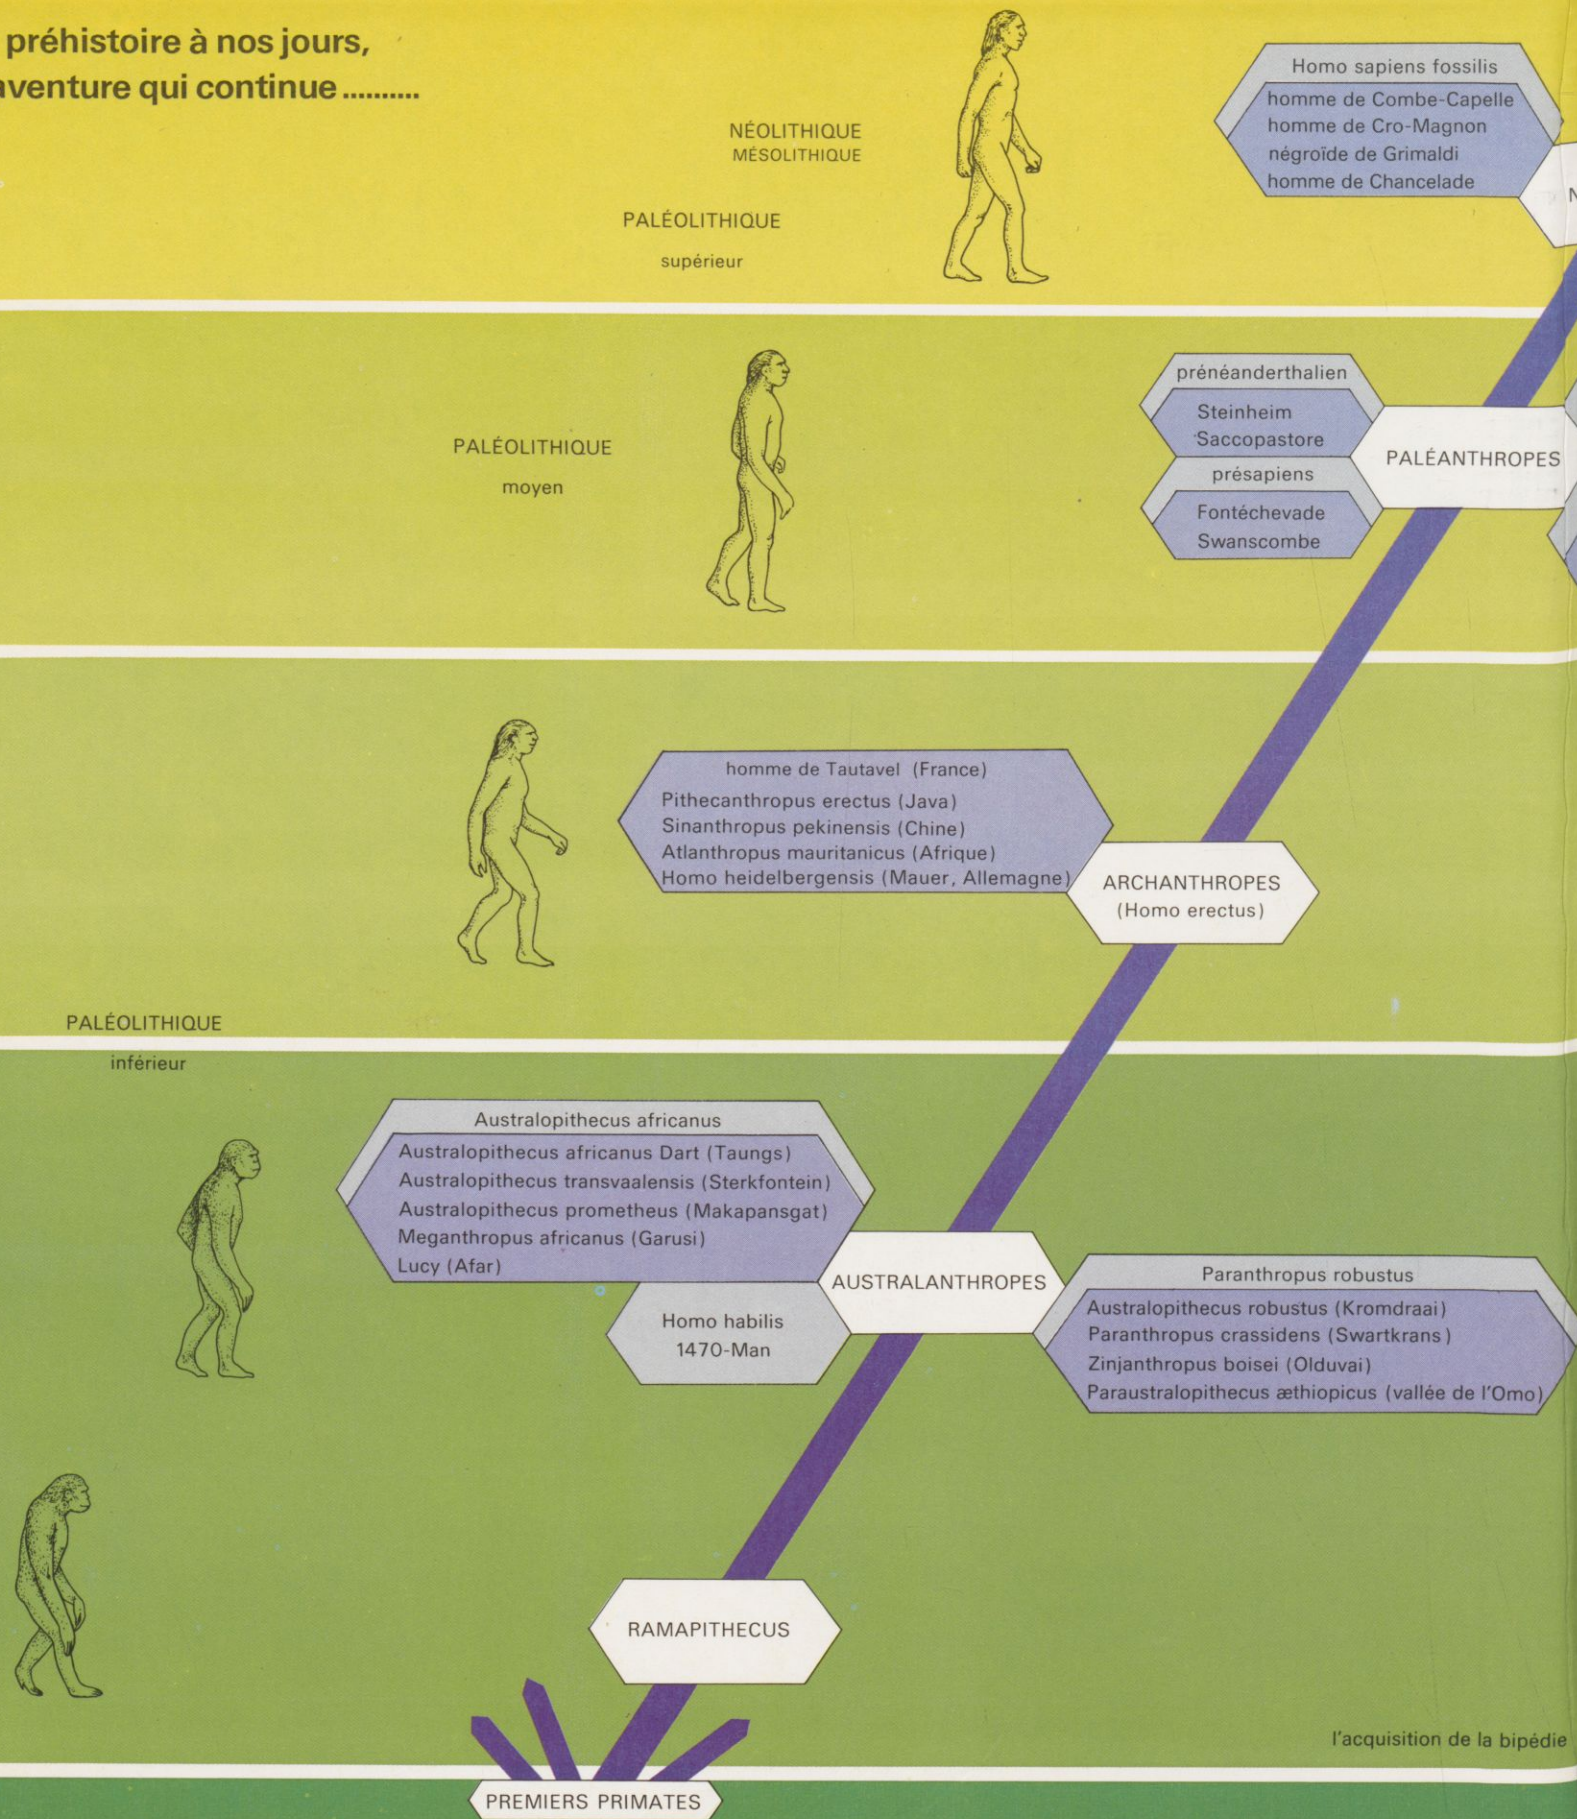 préhistoire à nos jours,
aventure qui continue ..........
NÉOLITHIQUE
MÉSOLITHIQUE
PALÉOLITHIQUE
supérieur
Homo sapiens fossilis
homme de Combe-Capelle
homme de Cro-Magnon
négroïde de Grimaldi
homme de Chancelade
N
PALÉOLITHIQUE
moyen
prénéanderthalien
Steinheim
Saccopastore
présapiens
Fontéchevade
Swanscombe
PALÉANTHROPES
homme de Tautavel (France)
Pithecanthropus erectus (Java)
Sinanthropus pekinensis (Chine)
Atlanthropus mauritanicus (Afrique)
Homo heidelbergensis (Mauer, Allemagne)
ARCHANTHROPES
(Homo erectus)
PALÉOLITHIQUE
inférieur
Australopithecus africanus
Australopithecus africanus Dart (Taungs)
Australopithecus transvaalensis (Sterkfontein)
Australopithecus prometheus (Makapansgat)
Meganthropus africanus (Garusi)
Lucy (Afar)
Homo habilis
1470-Man
AUSTRALANTHROPES
Paranthropus robustus
Australopithecus robustus (Kromdraai)
Paranthropus crassidens (Swartkrans)
Zinjanthropus boisei (Olduvai)
Paraustralopithecus æthiopicus (vallée de l'Omo)
RAMAPITHECUS
l'acquisition de la bipédie
PREMIERS PRIMATES